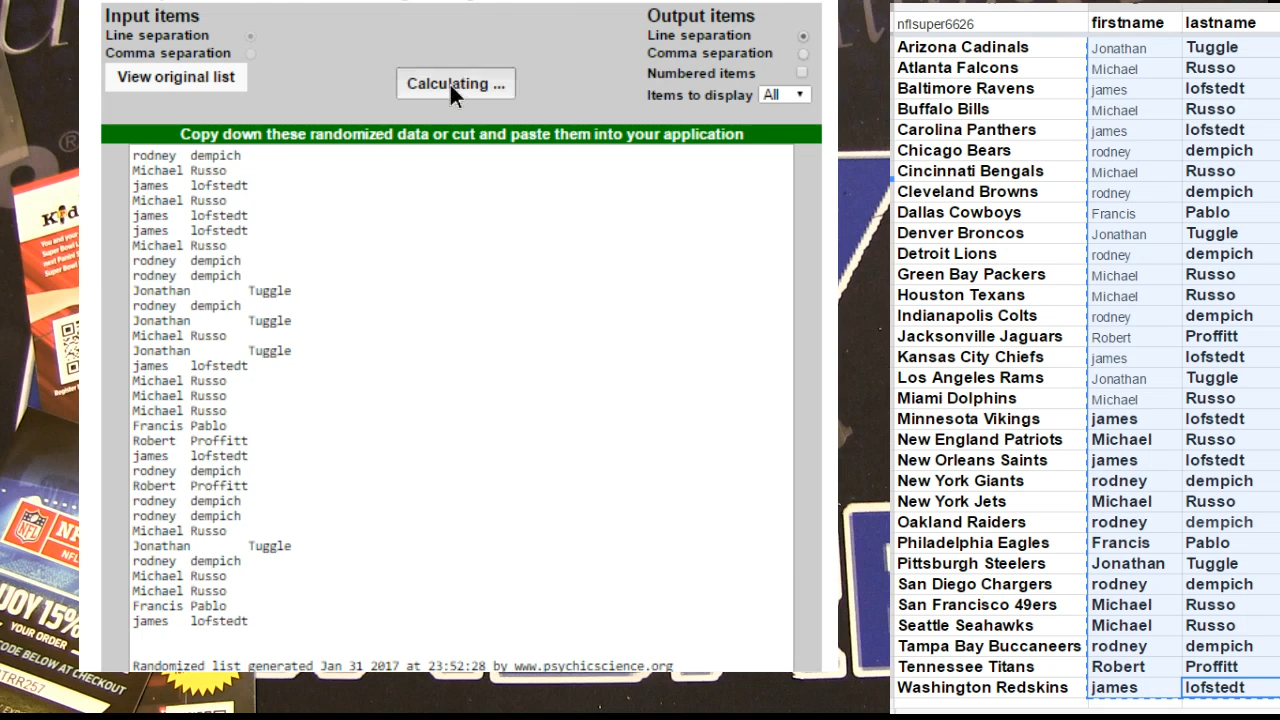 Input items
Line separation
Comma separation
View original list
Calculating ...
Output items
Line separation
Comma separation
Numbered items
Items to display All
Copy down these randomized data or cut and paste them into your application
rodney dempich
Michael Russo
james lofstedt
Michael Russo
james lofstedt
james lofstedt
Michael Russo
rodney dempich
rodney dempich
Jonathan Tuggle
rodney dempich
Jonathan Tuggle
Michael Russo
Jonathan Tuggle
james lofstedt
Michael Russo
Michael Russo
Michael Russo
Francis Pablo
Robert Proffitt
james lofstedt
rodney dempich
Robert Proffitt
rodney dempich
rodney dempich
Michael Russo
Jonathan Tuggle
rodney dempich
Michael Russo
Michael Russo
Francis Pablo
james lofstedt
Randomized list generated Jan 31 2017 at 23:52:28 by www.psychicscience.org
nflsuper6626 firstname lastname
Arizona Cadinals Jonathan Tuggle
Atlanta Falcons Michael Russo
Baltimore Ravens james lofstedt
Buffalo Bills Michael Russo
Carolina Panthers james lofstedt
Chicago Bears rodney dempich
Cincinnati Bengals Michael Russo
Cleveland Browns rodney dempich
Dallas Cowboys Francis Pablo
Denver Broncos Jonathan Tuggle
Detroit Lions rodney dempich
Green Bay Packers Michael Russo
Houston Texans Michael Russo
Indianapolis Colts rodney dempich
Jacksonville Jaguars Robert Proffitt
Kansas City Chiefs james lofstedt
Los Angeles Rams Jonathan Tuggle
Miami Dolphins Michael Russo
Minnesota Vikings james lofstedt
New England Patriots Michael Russo
New Orleans Saints james lofstedt
New York Giants rodney dempich
New York Jets Michael Russo
Oakland Raiders rodney dempich
Philadelphia Eagles Francis Pablo
Pittsburgh Steelers Jonathan Tuggle
San Diego Chargers rodney dempich
San Francisco 49ers Michael Russo
Seattle Seahawks Michael Russo
Tampa Bay Buccaneers rodney dempich
Tennessee Titans Robert Proffitt
Washington Redskins james lofstedt
NFL
JOY 15%
YOUR ORDER
CODE BELOW AT CHECKOUT